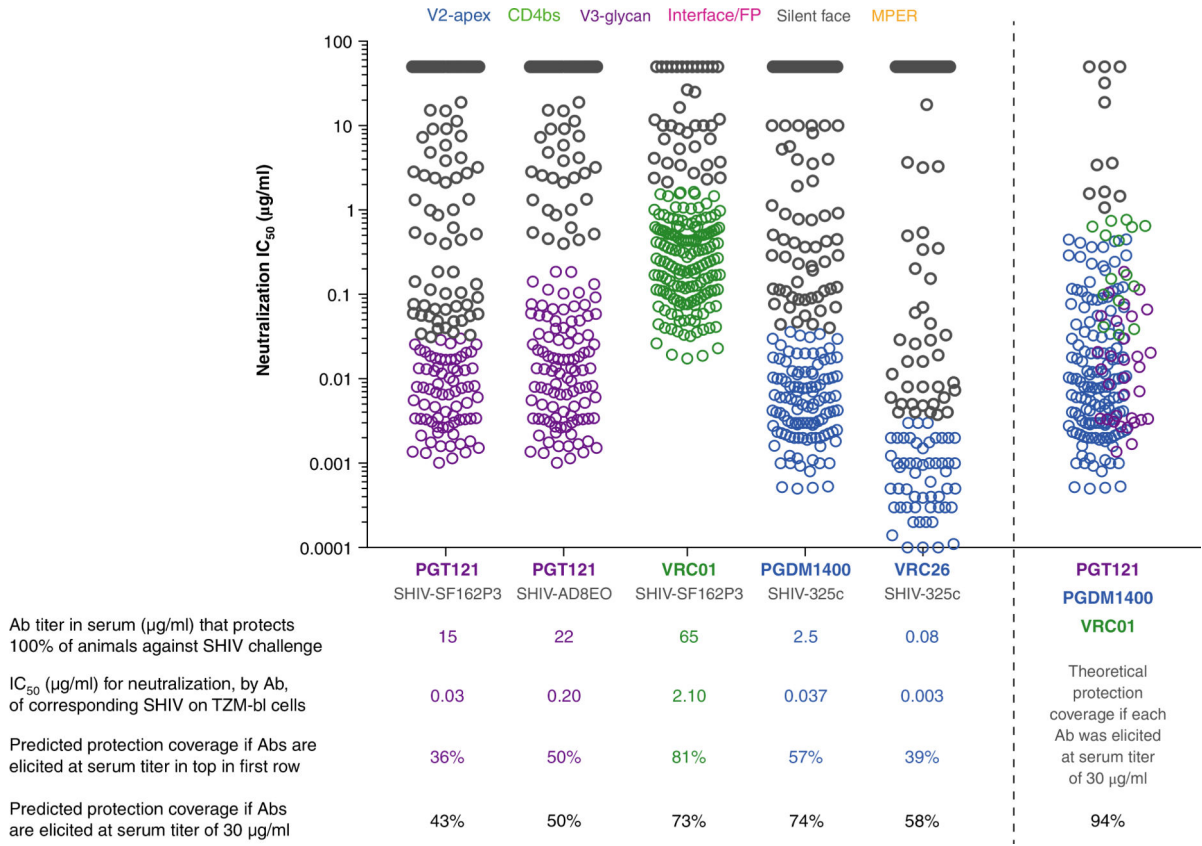 V2-apex CD4bs V3-glycan Interface/FP Silent face MPER
100
10
1
0.1
0.01
0.001
0.0001
Neutralization IC50 (μg/ml)
PGT121 PGT121 VRC01 PGDM1400 VRC26
SHIV-SF162P3 SHIV-AD8EO SHIV-SF162P3 SHIV-325c SHIV-325c
PGT121
PGDM1400
VRC01
Ab titer in serum (μg/ml) that protects
100% of animals against SHIV challenge
15 22 65 2.5 0.08
IC50 (μg/ml) for neutralization, by Ab,
of corresponding SHIV on TZM-bl cells
0.03 0.20 2.10 0.037 0.003
Predicted protection coverage if Abs are
elicited at serum titer in top in first row
36% 50% 81% 57% 39%
Theoretical
protection
coverage if each
Ab was elicited
at serum titer
of 30 μg/ml
Predicted protection coverage if Abs
are elicited at serum titer of 30 μg/ml
43% 50% 73% 74% 58% 94%